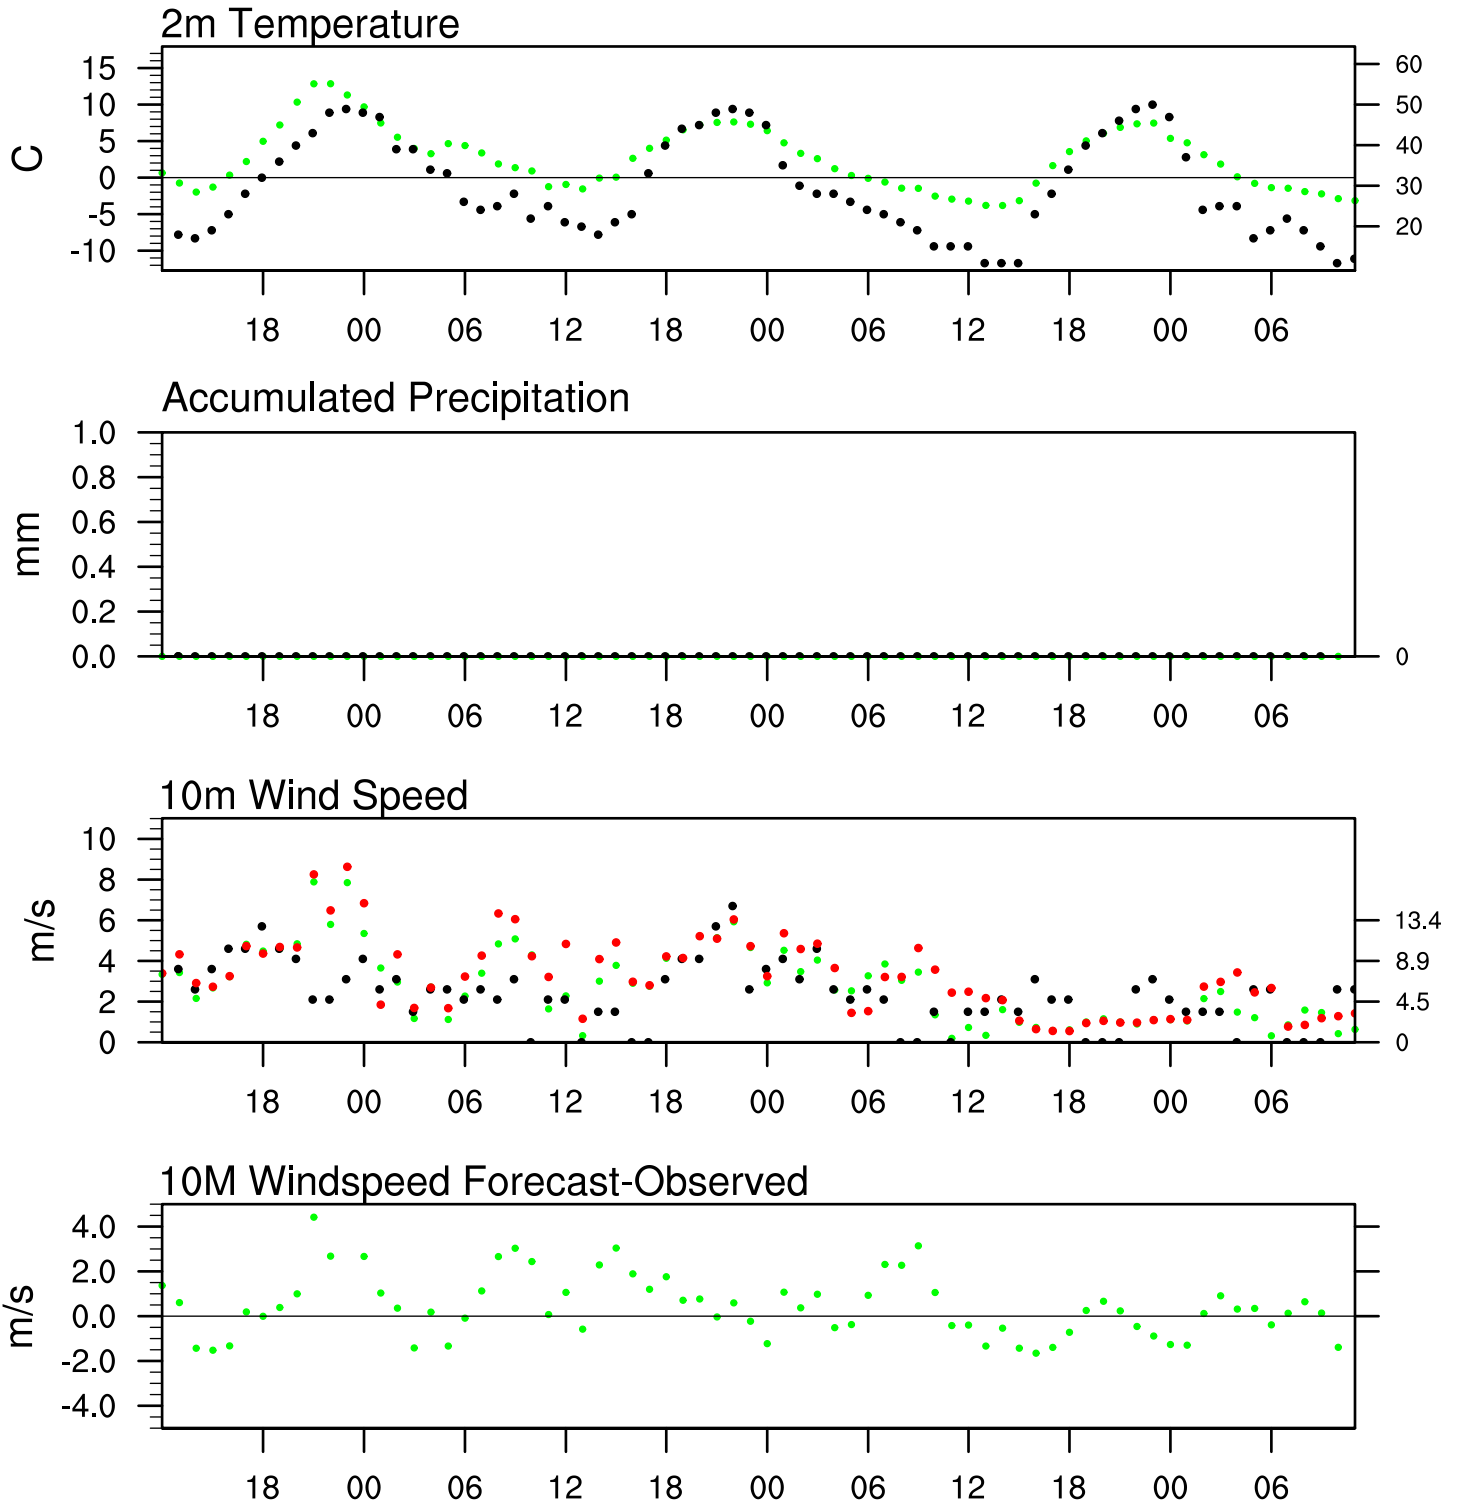 2m Temperature
C
15
10
5
0
-5
-10
60
50
40
30
20
18 00 06 12 18 00 06 12 18 00 06
Accumulated Precipitation
mm
1.0
0.8
0.6
0.4
0.2
0.0
0
18 00 06 12 18 00 06 12 18 00 06
10m Wind Speed
m/s
10
8
6
4
2
0
13.4
8.9
4.5
0
18 00 06 12 18 00 06 12 18 00 06
10M Windspeed Forecast-Observed
m/s
4.0
2.0
0.0
-2.0
-4.0
18 00 06 12 18 00 06 12 18 00 06